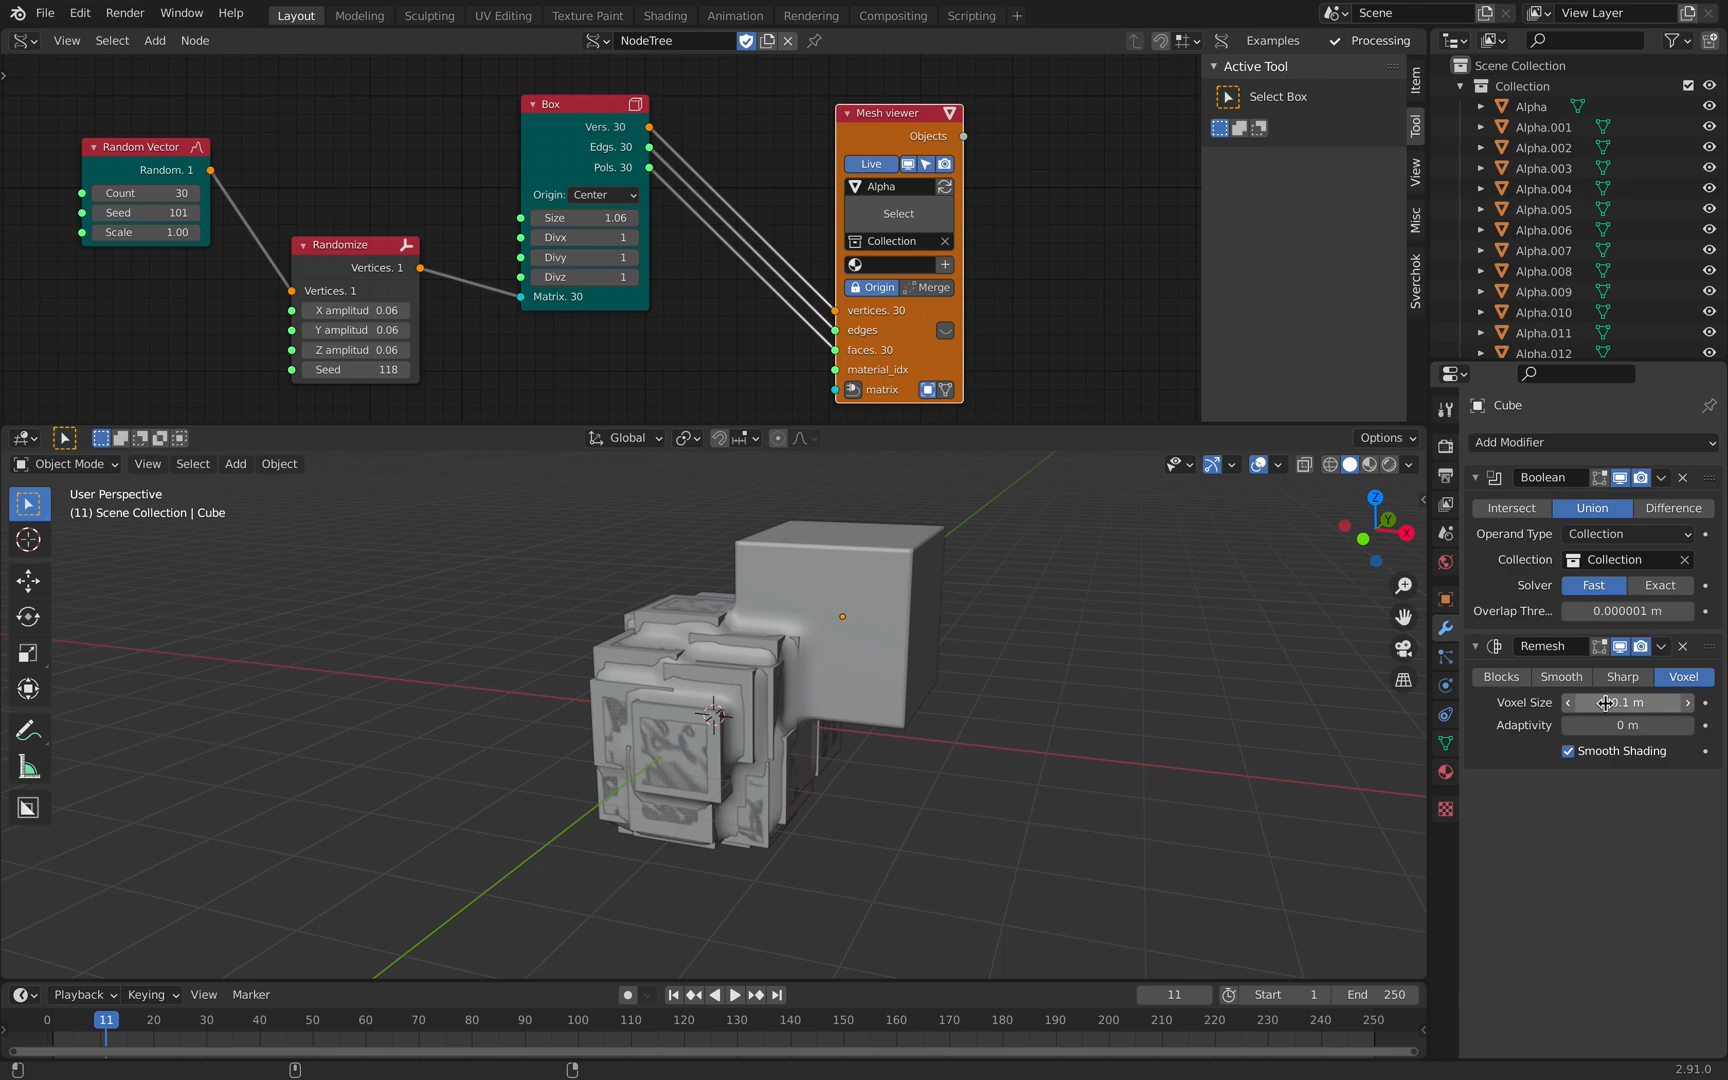 File Edit Render Window Help Layout Modeling Sculpting UV Editing Texture Paint Shading Animation Rendering Compositing Scripting + Scene View Layer
View Select Add Node NodeTree Examples Processing
Scene Collection
Collection
Alpha
Alpha.001
Alpha.002
Alpha.003
Alpha.004
Alpha.005
Alpha.006
Alpha.007
Alpha.008
Alpha.009
Alpha.010
Alpha.011
Alpha.012
Active Tool
Select Box
Item
Tool
View
Misc
Sverchok
Random Vector
Random. 1
Count 30
Seed 101
Scale 1.00
Randomize
Vertices. 1
Vertices. 1
X amplitud 0.06
Y amplitud 0.06
Z amplitud 0.06
Seed 118
Box
Vers. 30
Edgs. 30
Pols. 30
Origin: Center
Size 1.06
Divx 1
Divy 1
Divz 1
Matrix. 30
Mesh viewer
Objects
Live
Alpha
Select
Collection
Origin Merge
vertices. 30
edges
faces. 30
material_idx
matrix
Global Options
Object Mode View Select Add Object
User Perspective
(11) Scene Collection | Cube
Z
Y
X
Cube
Add Modifier
Boolean
Intersect Union Difference
Operand Type Collection
Collection Collection
Solver Fast Exact
Overlap Thre... 0.000001 m
Remesh
Blocks Smooth Sharp Voxel
Voxel Size 0.1 m
Adaptivity 0 m
Smooth Shading
Playback Keying View Marker 11 Start 1 End 250
0 11 20 30 40 50 60 70 80 90 100 110 120 130 140 150 160 170 180 190 200 210 220 230 240 250
2.91.0